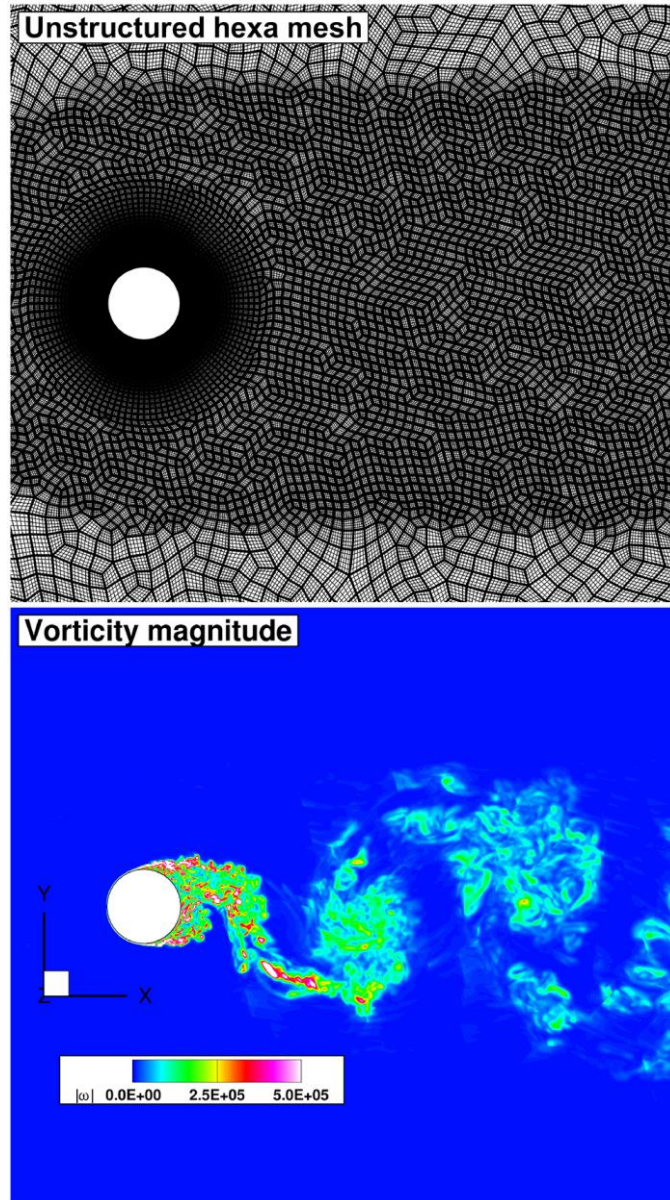 Unstructured hexa mesh
Vorticity magnitude
Y
Z X
|ω| 0.0E+00 2.5E+05 5.0E+05